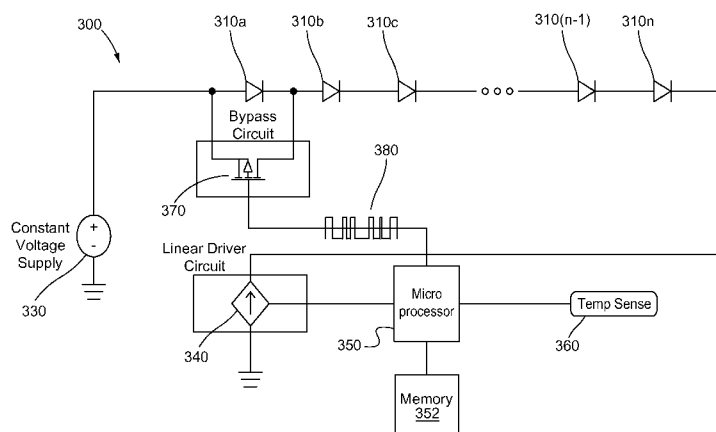 300
310a
310b
310c
310(n-1)
310n
Bypass
Circuit
370
380
+
-
Constant
Voltage
Supply
330
Linear Driver
Circuit
340
Micro
processor
350
Temp Sense
360
Memory
352